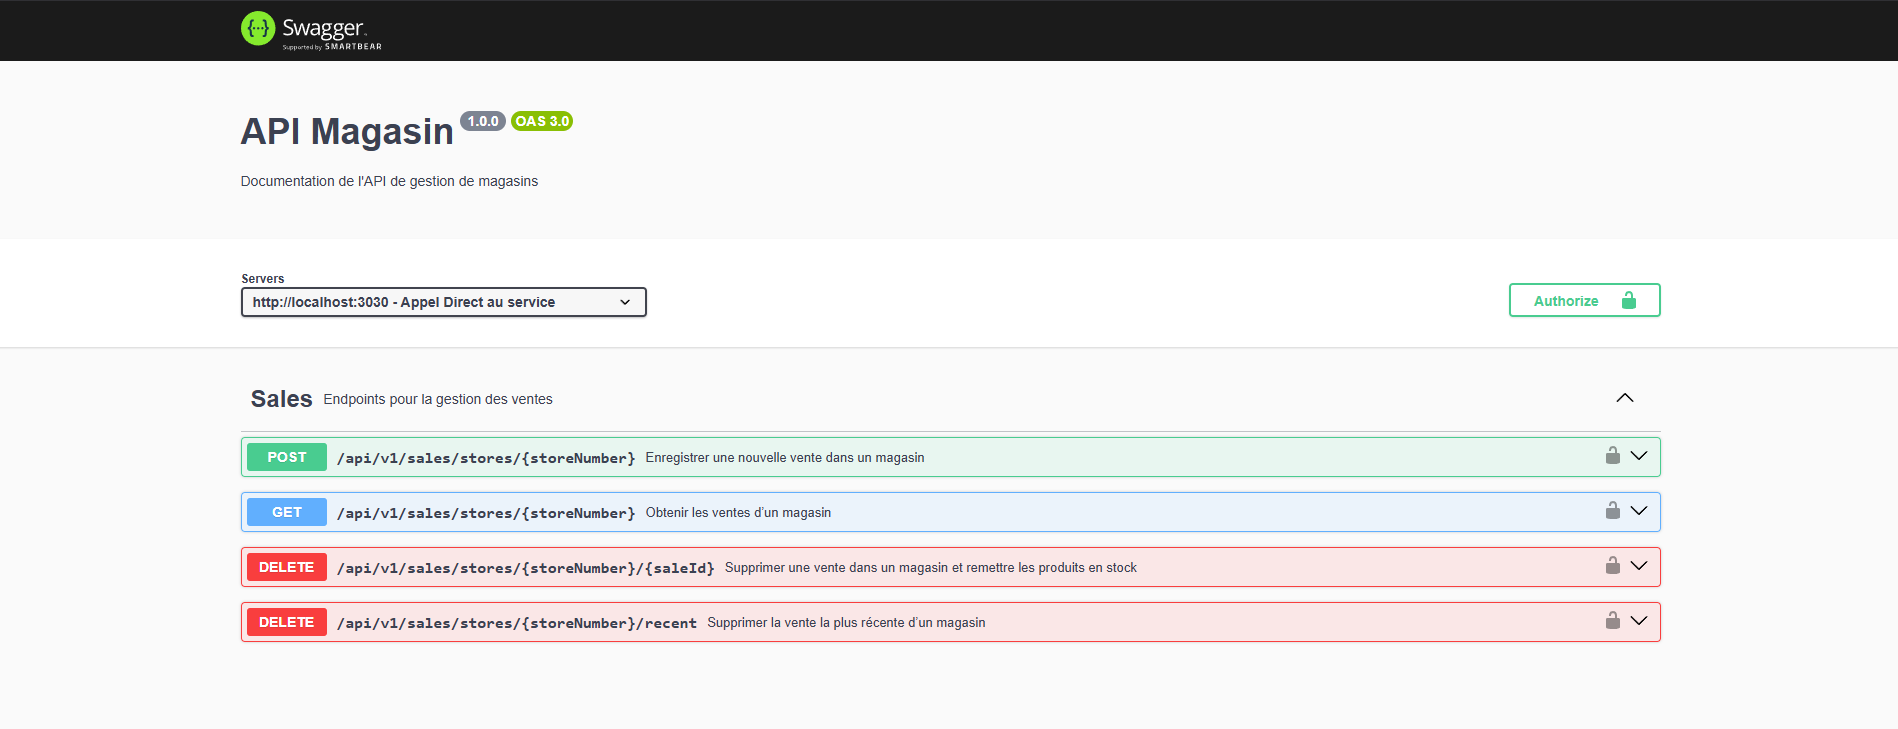 {···} Swagger
Supported by SMARTBEAR
API Magasin 1.0.0 OAS 3.0
Documentation de l'API de gestion de magasins
Servers
http://localhost:3030 - Appel Direct au service
Authorize
Sales Endpoints pour la gestion des ventes
POST /api/v1/sales/stores/{storeNumber} Enregistrer une nouvelle vente dans un magasin
GET /api/v1/sales/stores/{storeNumber} Obtenir les ventes d’un magasin
DELETE /api/v1/sales/stores/{storeNumber}/{saleId} Supprimer une vente dans un magasin et remettre les produits en stock
DELETE /api/v1/sales/stores/{storeNumber}/recent Supprimer la vente la plus récente d’un magasin